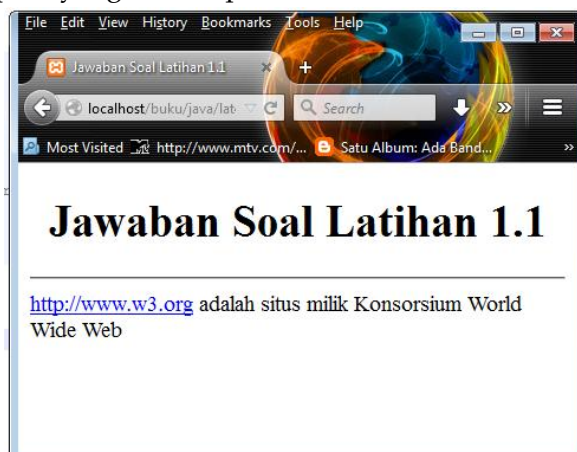 File Edit View History Bookmarks Tools Help
Jawaban Soal Latihan 1.1 × +
localhost/buku/java/lat Search
Most Visited http://www.mtv.com/... Satu Album: Ada Band... »
Jawaban Soal Latihan 1.1
http://www.w3.org adalah situs milik Konsorsium World
Wide Web